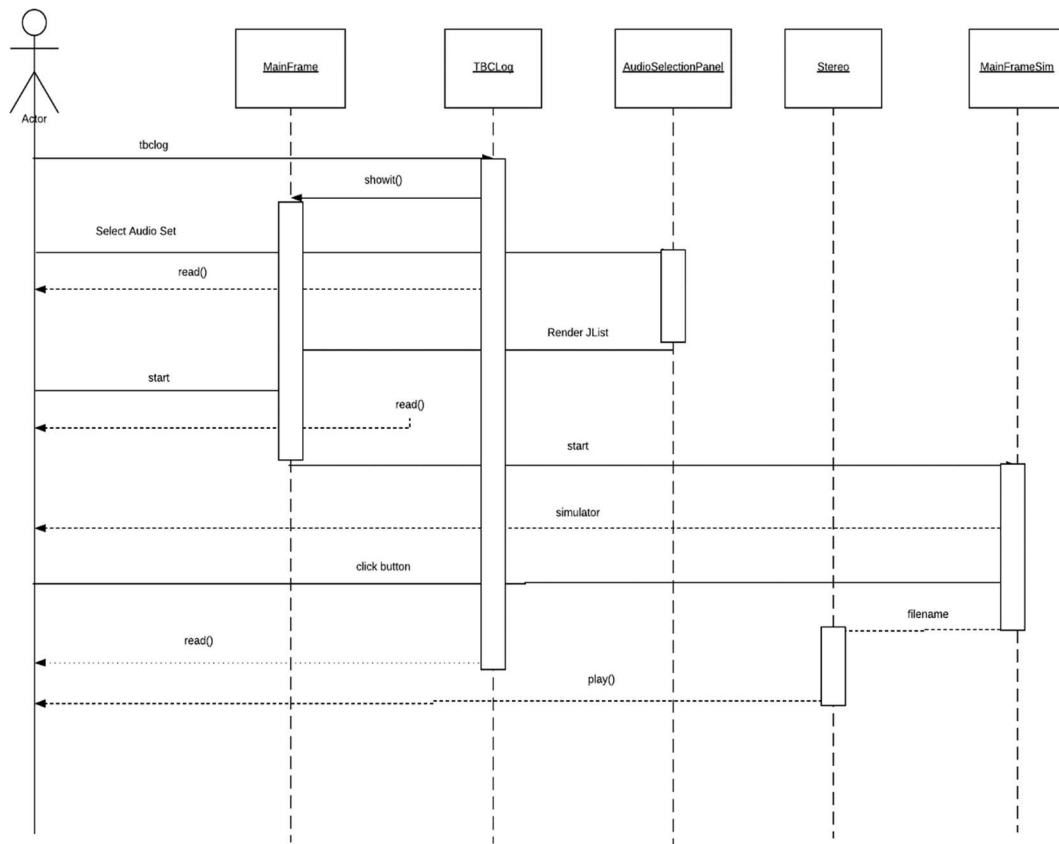 MainFrame
TBCLog
AudioSelectionPanel
Stereo
MainFrameSim
Actor
tbclog
showit()
Select Audio Set
read()
Render JList
start
read()
start
simulator
click button
filename
read()
play()